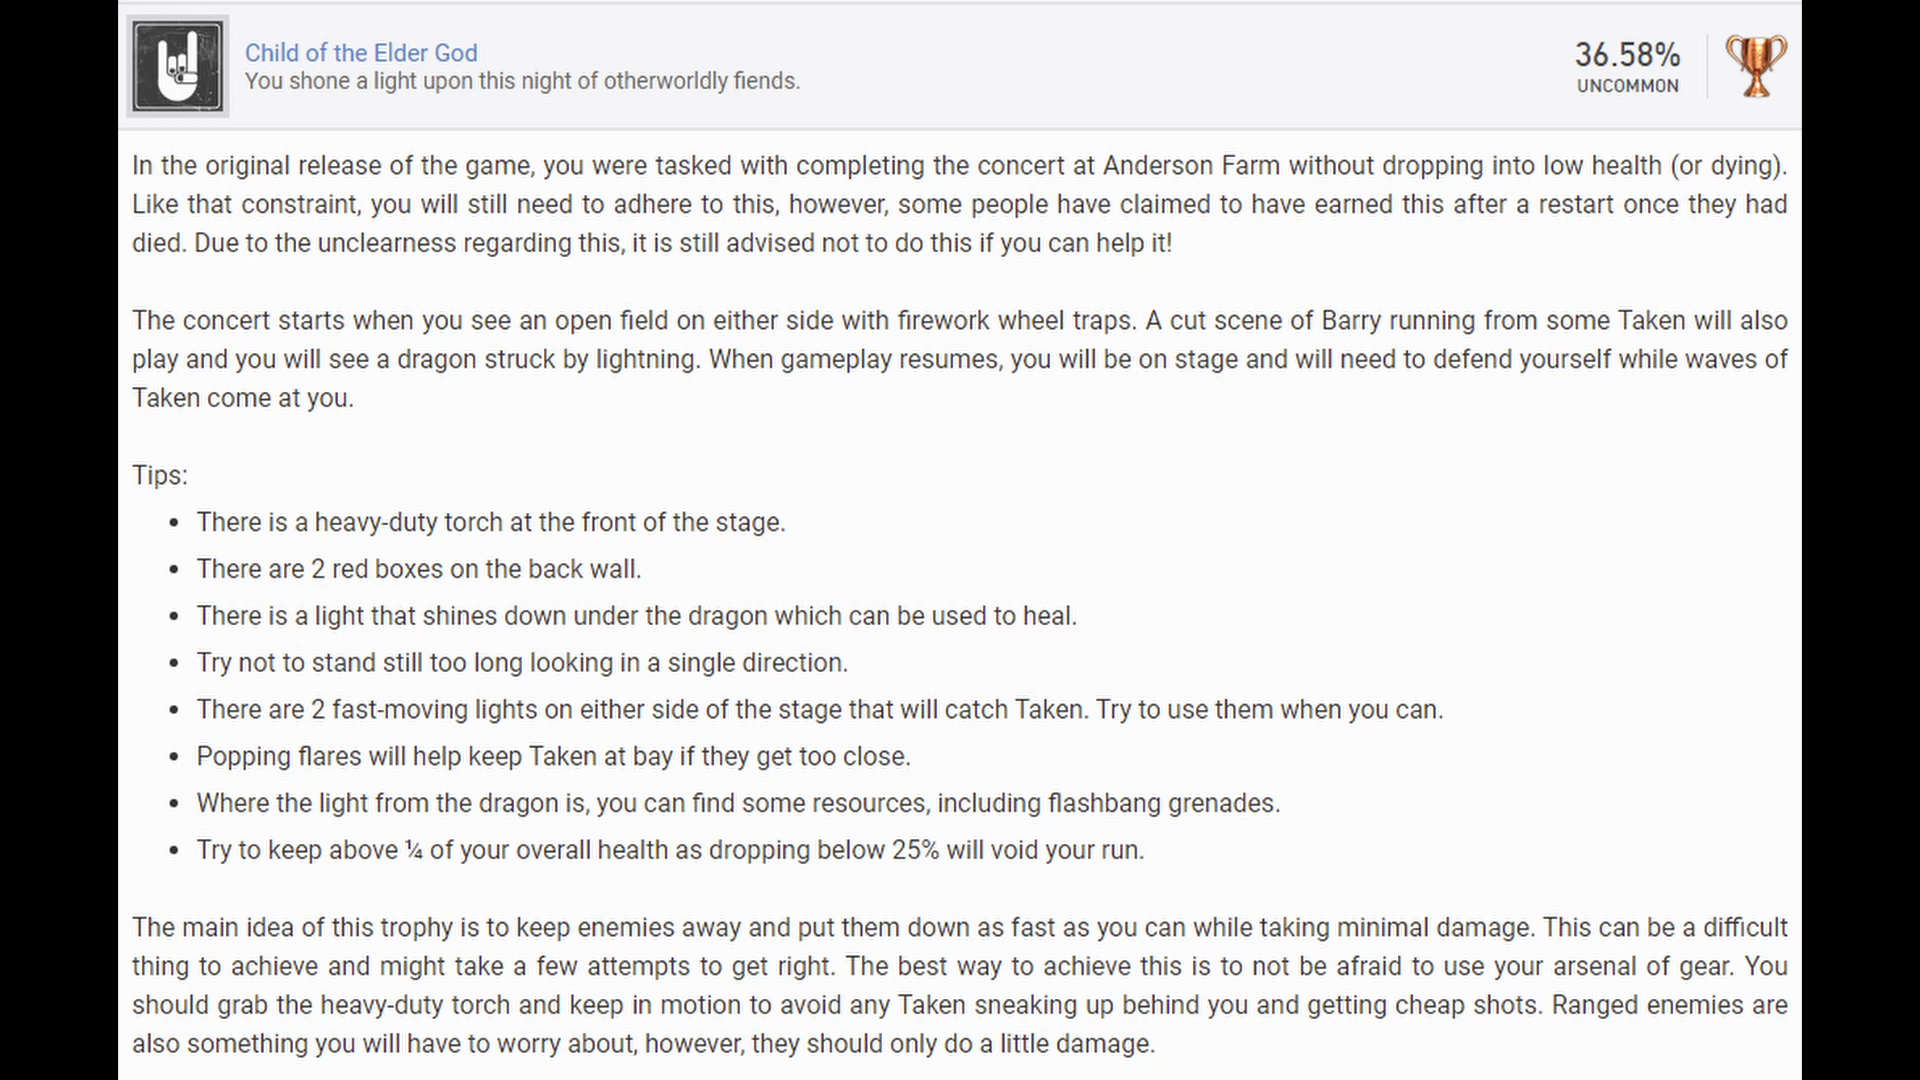 Child of the Elder God
You shone a light upon this night of otherworldly fiends.
36.58%
UNCOMMON
In the original release of the game, you were tasked with completing the concert at Anderson Farm without dropping into low health (or dying).
Like that constraint, you will still need to adhere to this, however, some people have claimed to have earned this after a restart once they had
died. Due to the unclearness regarding this, it is still advised not to do this if you can help it!
The concert starts when you see an open field on either side with firework wheel traps. A cut scene of Barry running from some Taken will also
play and you will see a dragon struck by lightning. When gameplay resumes, you will be on stage and will need to defend yourself while waves of
Taken come at you.
Tips:
• There is a heavy-duty torch at the front of the stage.
• There are 2 red boxes on the back wall.
• There is a light that shines down under the dragon which can be used to heal.
• Try not to stand still too long looking in a single direction.
• There are 2 fast-moving lights on either side of the stage that will catch Taken. Try to use them when you can.
• Popping flares will help keep Taken at bay if they get too close.
• Where the light from the dragon is, you can find some resources, including flashbang grenades.
• Try to keep above ¼ of your overall health as dropping below 25% will void your run.
The main idea of this trophy is to keep enemies away and put them down as fast as you can while taking minimal damage. This can be a difficult
thing to achieve and might take a few attempts to get right. The best way to achieve this is to not be afraid to use your arsenal of gear. You
should grab the heavy-duty torch and keep in motion to avoid any Taken sneaking up behind you and getting cheap shots. Ranged enemies are
also something you will have to worry about, however, they should only do a little damage.